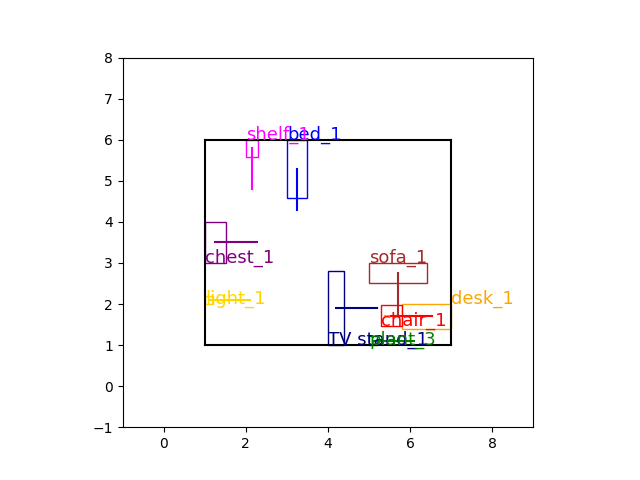 8
7
6
5
4
3
2
1
0
−1
shelf_1
bed_1
chest_1
sofa_1
light_1
desk_1
chair_1
TV stand_1
plant_3
0 2 4 6 8